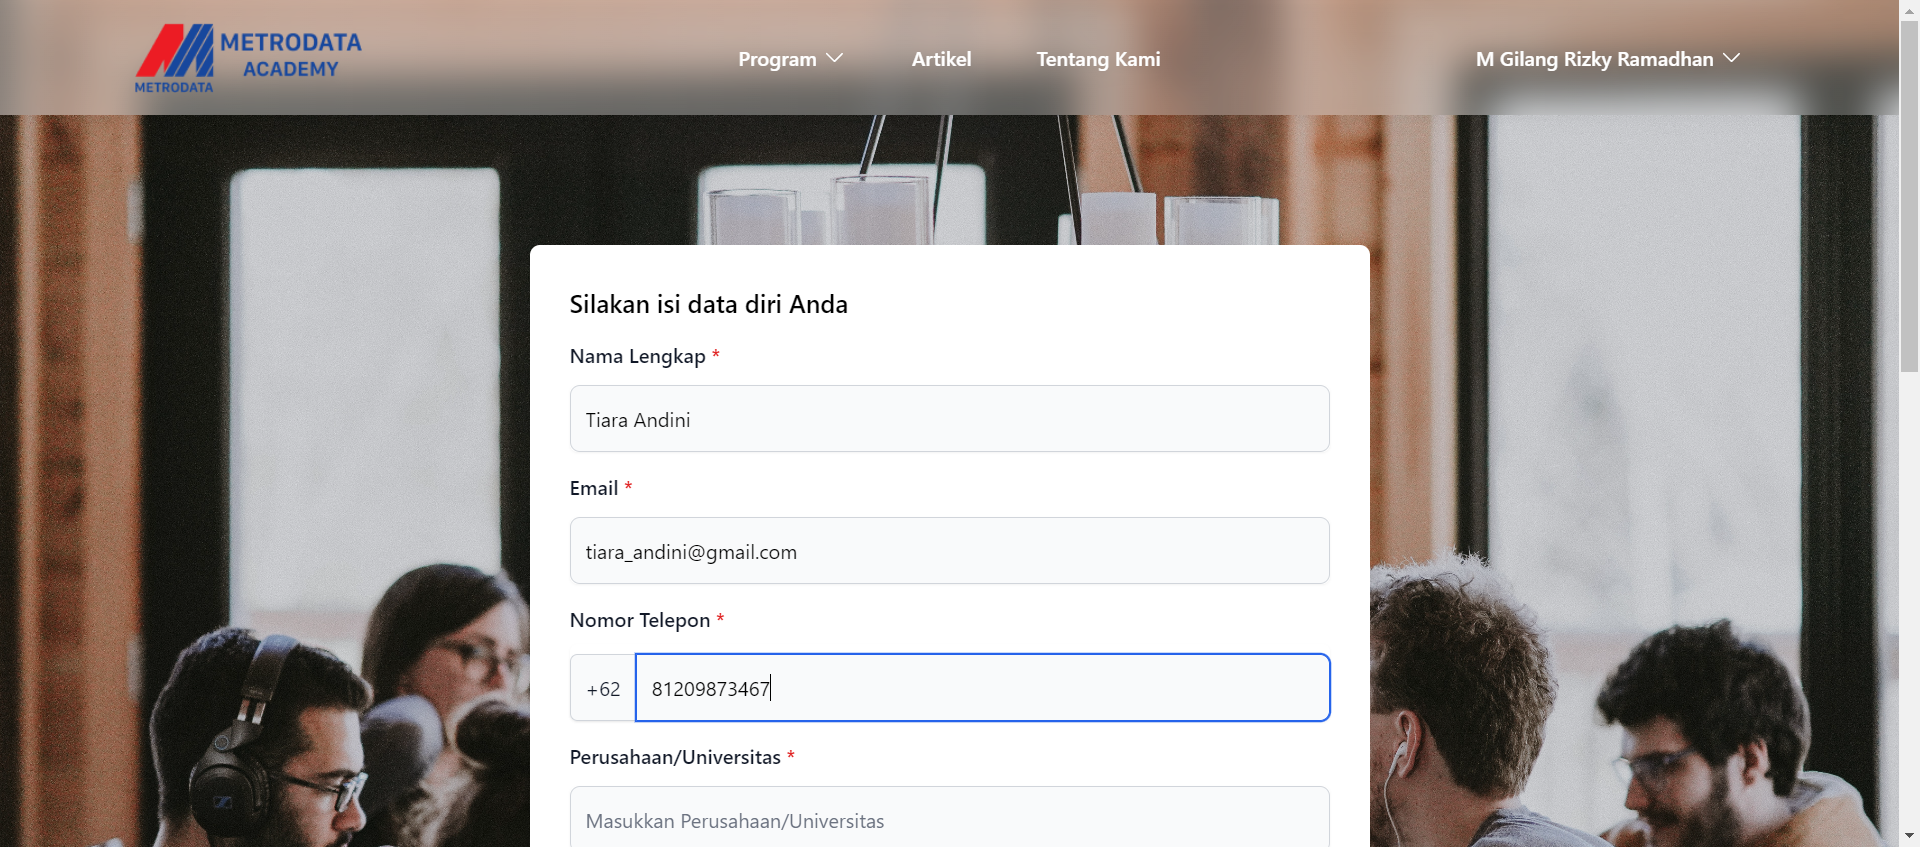 METRODATA
ACADEMY
METRODATA
Program
Artikel
Tentang Kami
M Gilang Rizky Ramadhan
Silakan isi data diri Anda
Nama Lengkap *
Tiara Andini
Email *
tiara_andini@gmail.com
Nomor Telepon *
+62 81209873467
Perusahaan/Universitas *
Masukkan Perusahaan/Universitas